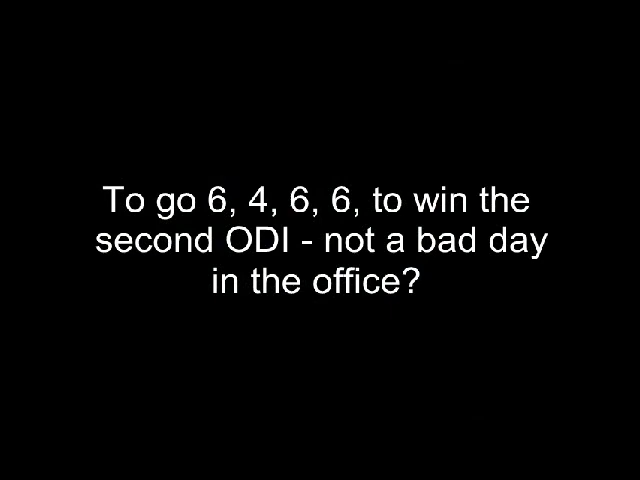 To go 6, 4, 6, 6, to win the
second ODI - not a bad day
in the office?